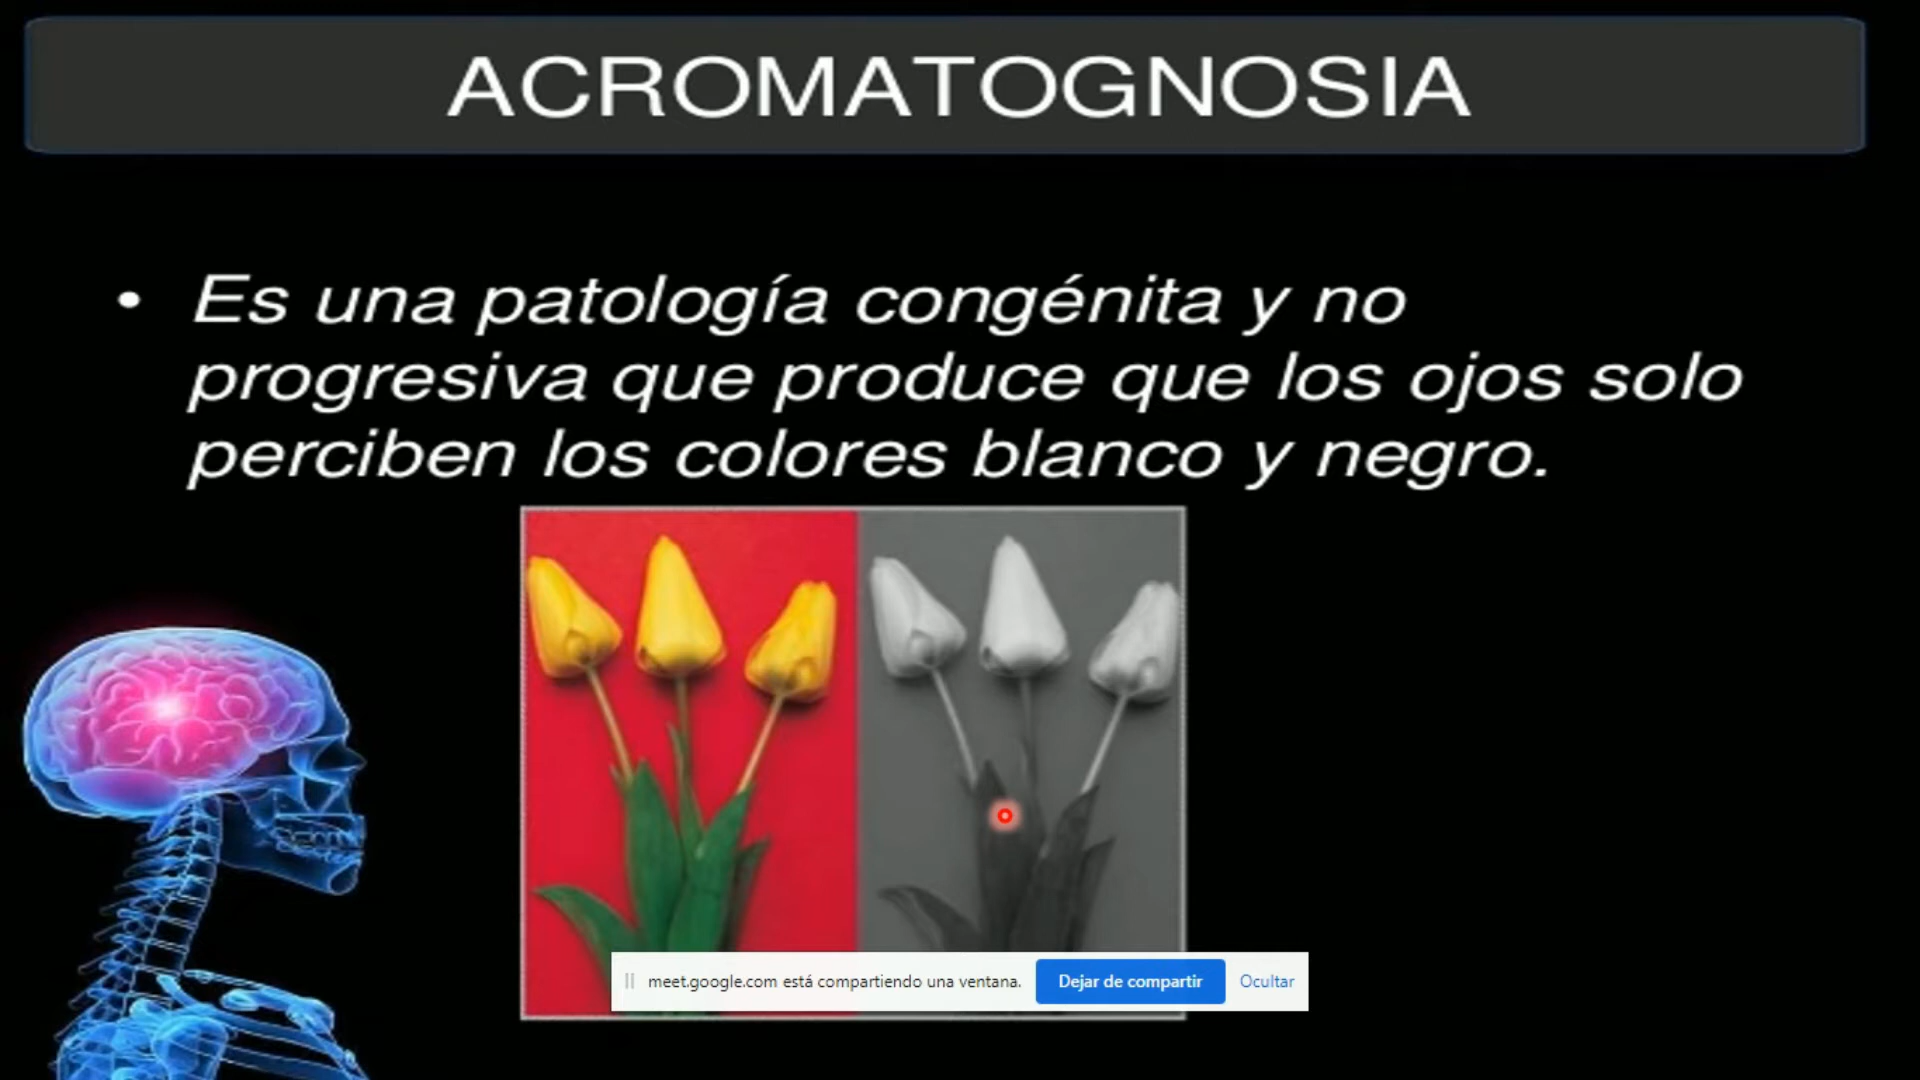 ACROMATOGNOSIA
• Es una patología congénita y no
progresiva que produce que los ojos solo
perciben los colores blanco y negro.
meet.google.com está compartiendo una ventana. Dejar de compartir Ocultar